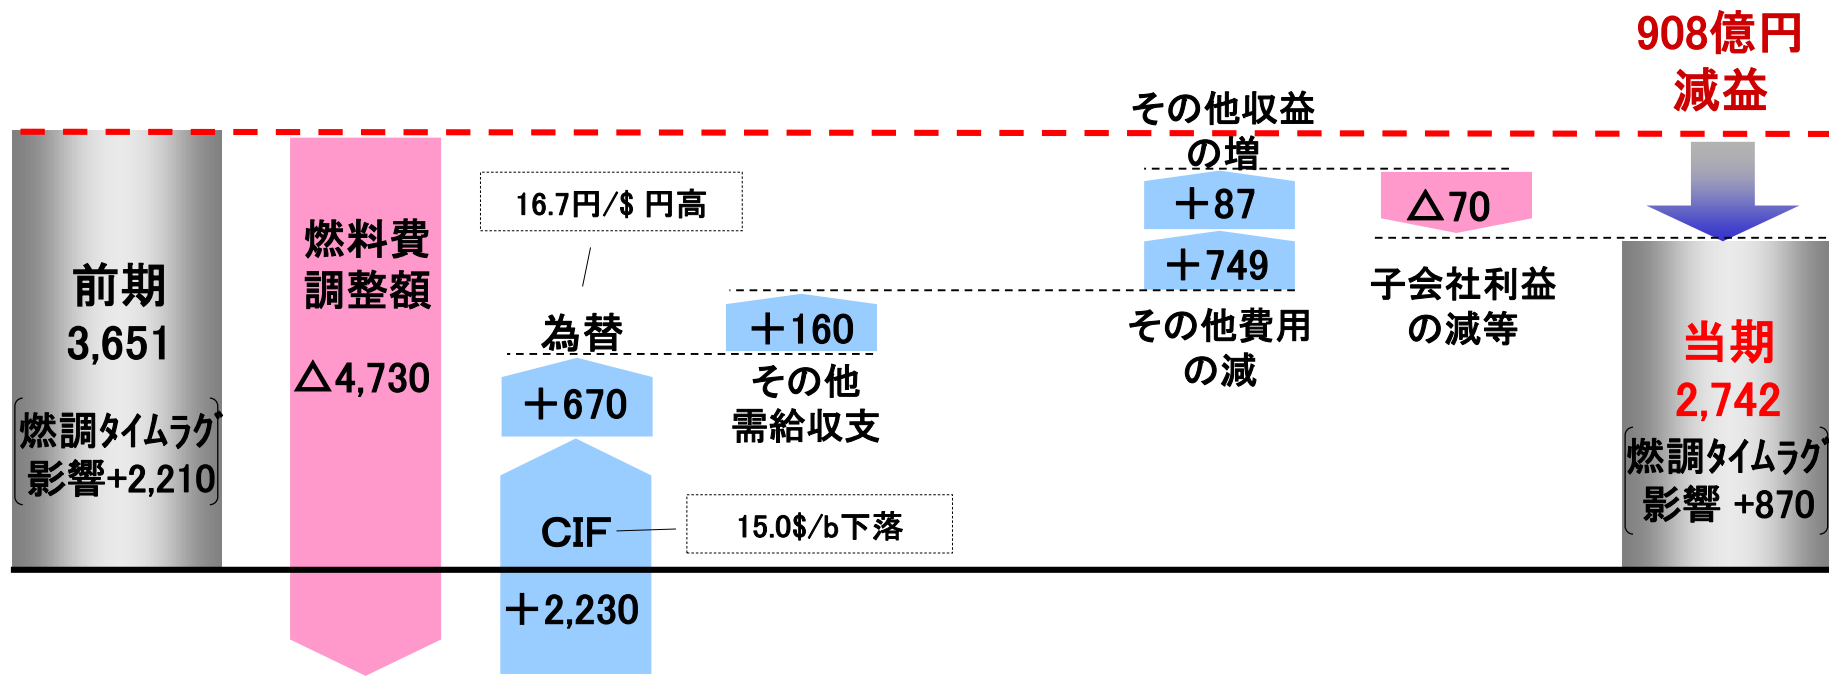 908億円
減益
前期
3,651
燃調タイムラグ
影響+2,210
燃料費
調整額
△4,730
16.7円/$ 円高
為替
+670
CIF
+2,230
15.0$/b下落
+160
その他
需給収支
その他収益
の増
+87
+749
その他費用
の減
△70
子会社利益
の減等
当期
2,742
燃調タイムラグ
影響 +870